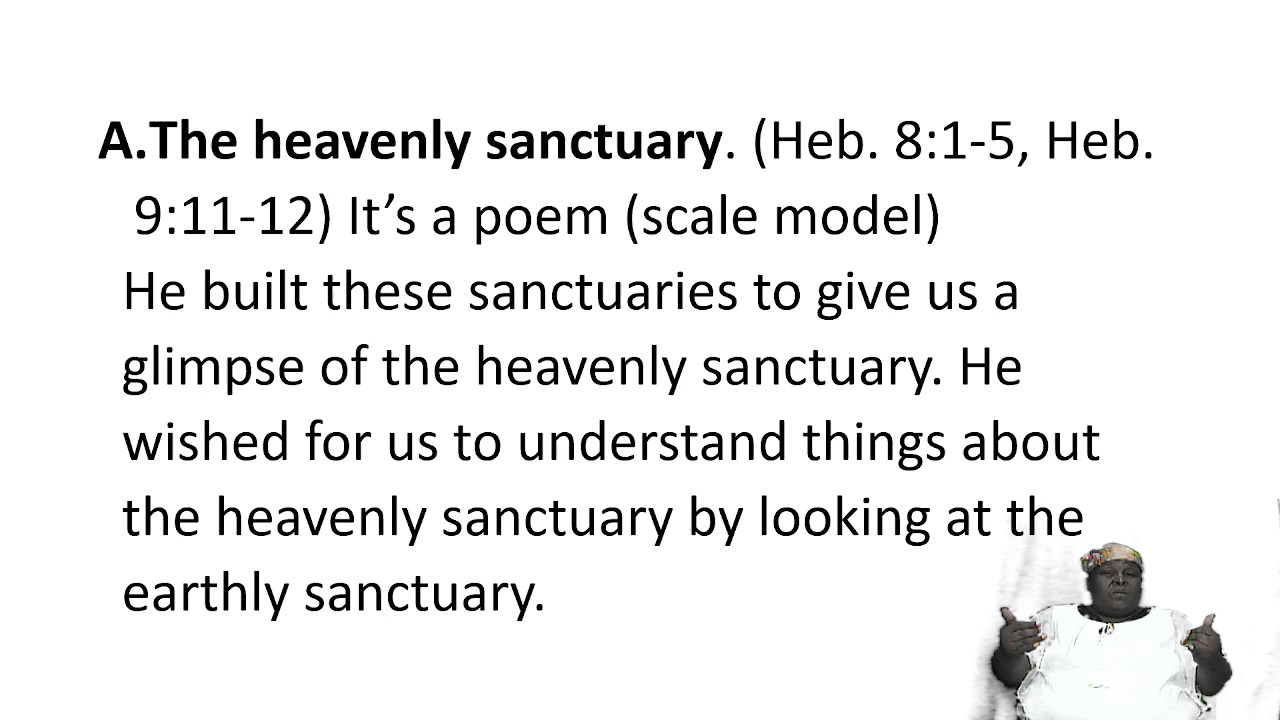 A.The heavenly sanctuary. (Heb. 8:1-5, Heb.
9:11-12) It’s a poem (scale model)
He built these sanctuaries to give us a
glimpse of the heavenly sanctuary. He
wished for us to understand things about
the heavenly sanctuary by looking at the
earthly sanctuary.